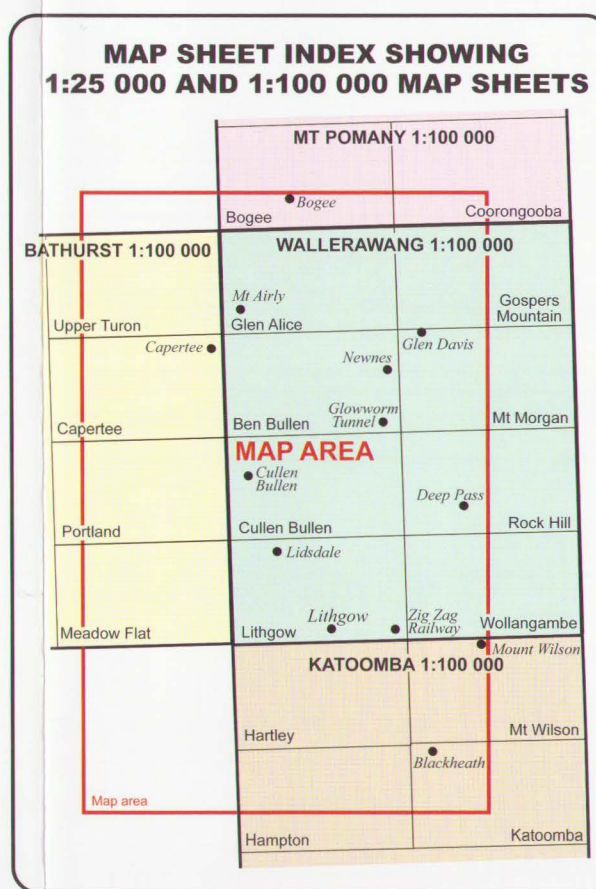 MAP SHEET INDEX SHOWING
1:25 000 AND 1:100 000 MAP SHEETS
MT POMANY 1:100 000
Bogee
Bogee
Coorongooba
BATHURST 1:100 000
WALLERAWANG 1:100 000
Mt Airly
Gospers
Mountain
Upper Turon
Glen Alice
Capertee
Glen Davis
Newnes
Glowworm
Tunnel
Capertee
Ben Bullen
Mt Morgan
MAP AREA
Cullen
Bullen
Deep Pass
Portland
Cullen Bullen
Rock Hill
Lidsdale
Lithgow
Zig Zag
Railway
Meadow Flat
Lithgow
Wollangambe
Mount Wilson
KATOOMBA 1:100 000
Hartley
Mt Wilson
Blackheath
Map area
Hampton
Katoomba